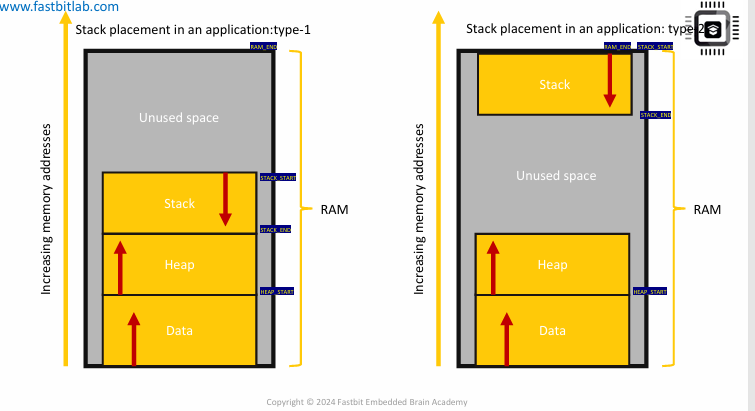 www.fastbitlab.com
Stack placement in an application:type-1
RAM_END
Unused space
STACK_START
Stack
STACK_END
Heap
HEAP_START
Data
RAM
Increasing memory addresses
Stack placement in an application: type-2
RAM_END
STACK_START
Stack
STACK_END
Unused space
Heap
HEAP_START
Data
RAM
Increasing memory addresses
Copyright © 2024 Fastbit Embedded Brain Academy